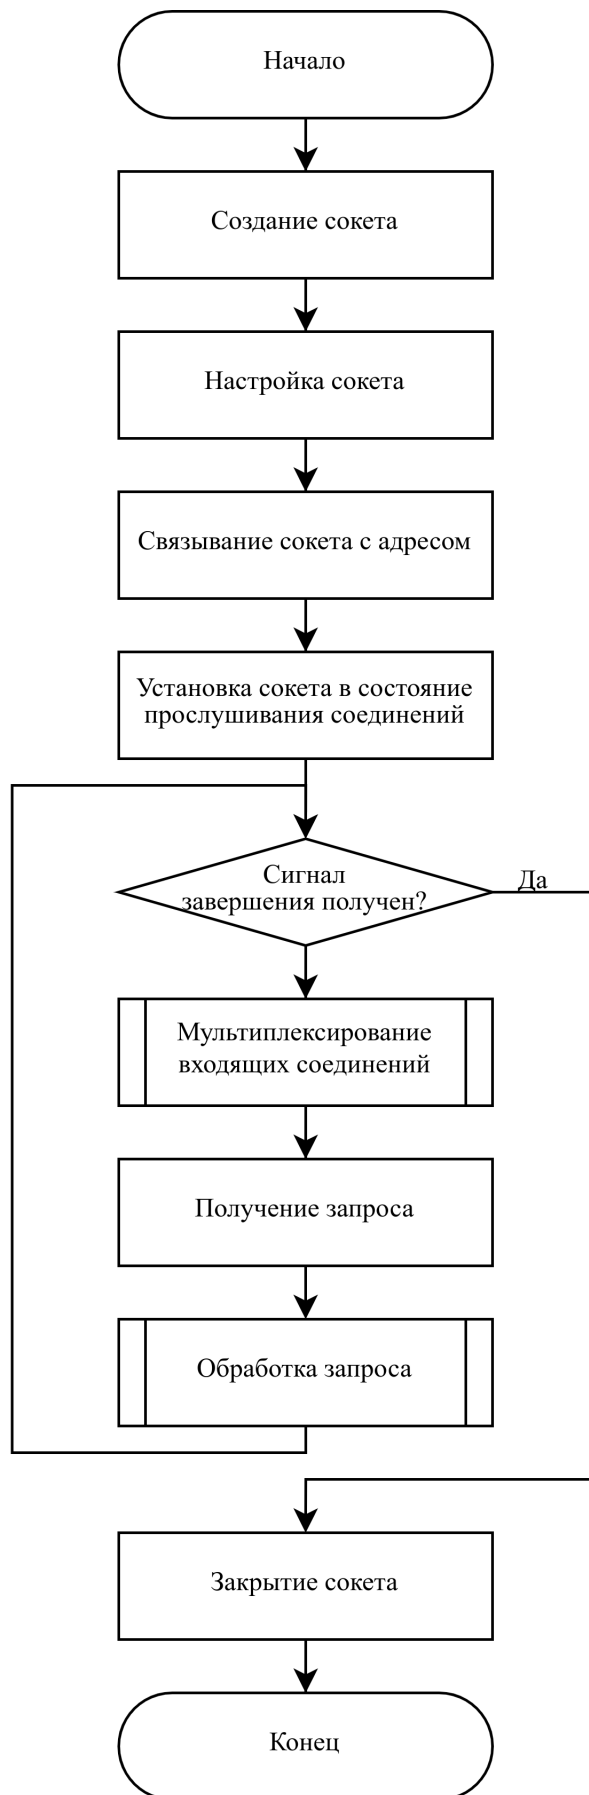 Начало
Создание сокета
Настройка сокета
Связывание сокета с адресом
Установка сокета в состояние
прослушивания соединений
Сигнал
завершения получен?
Да
Мультиплексирование
входящих соединений
Получение запроса
Обработка запроса
Закрытие сокета
Конец